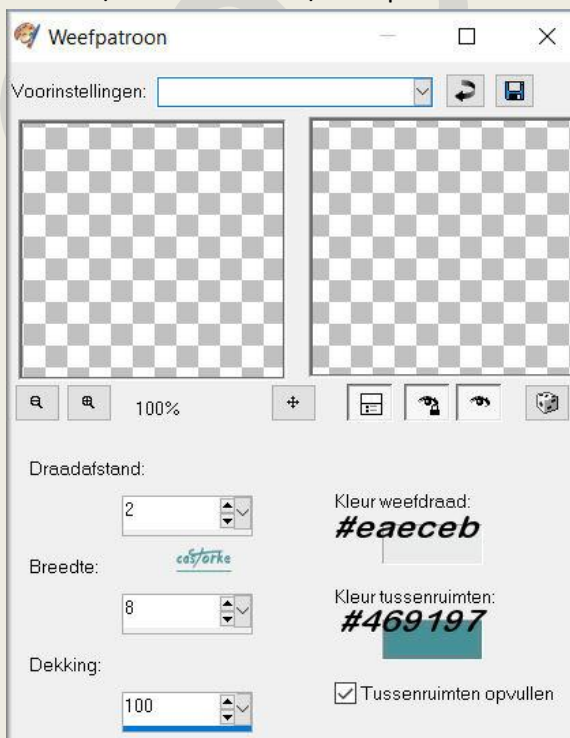 Weefpatroon
Voorinstellingen:
100%
Draadafstand:
2
Kleur weefdraad:
#eaeceb
castorke
Breedte:
8
Kleur tussenruimten:
#469197
Dekking:
100
Tussenruimten opvullen